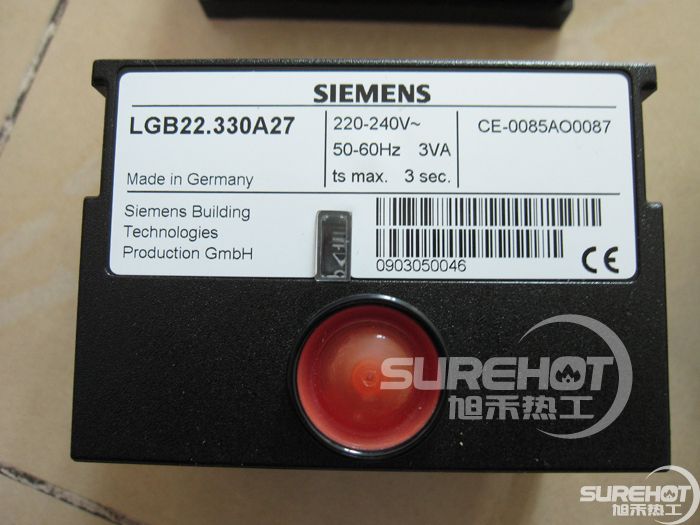 SIEMENS
LGB22.330A27
220-240V~
CE-0085AO0087
50-60Hz 3VA
Made in Germany
ts max. 3 sec.
Siemens Building
Technologies
Production GmbH
0903050046
CE
SUREHOT
旭禾热工
SUREHOT
旭禾热工